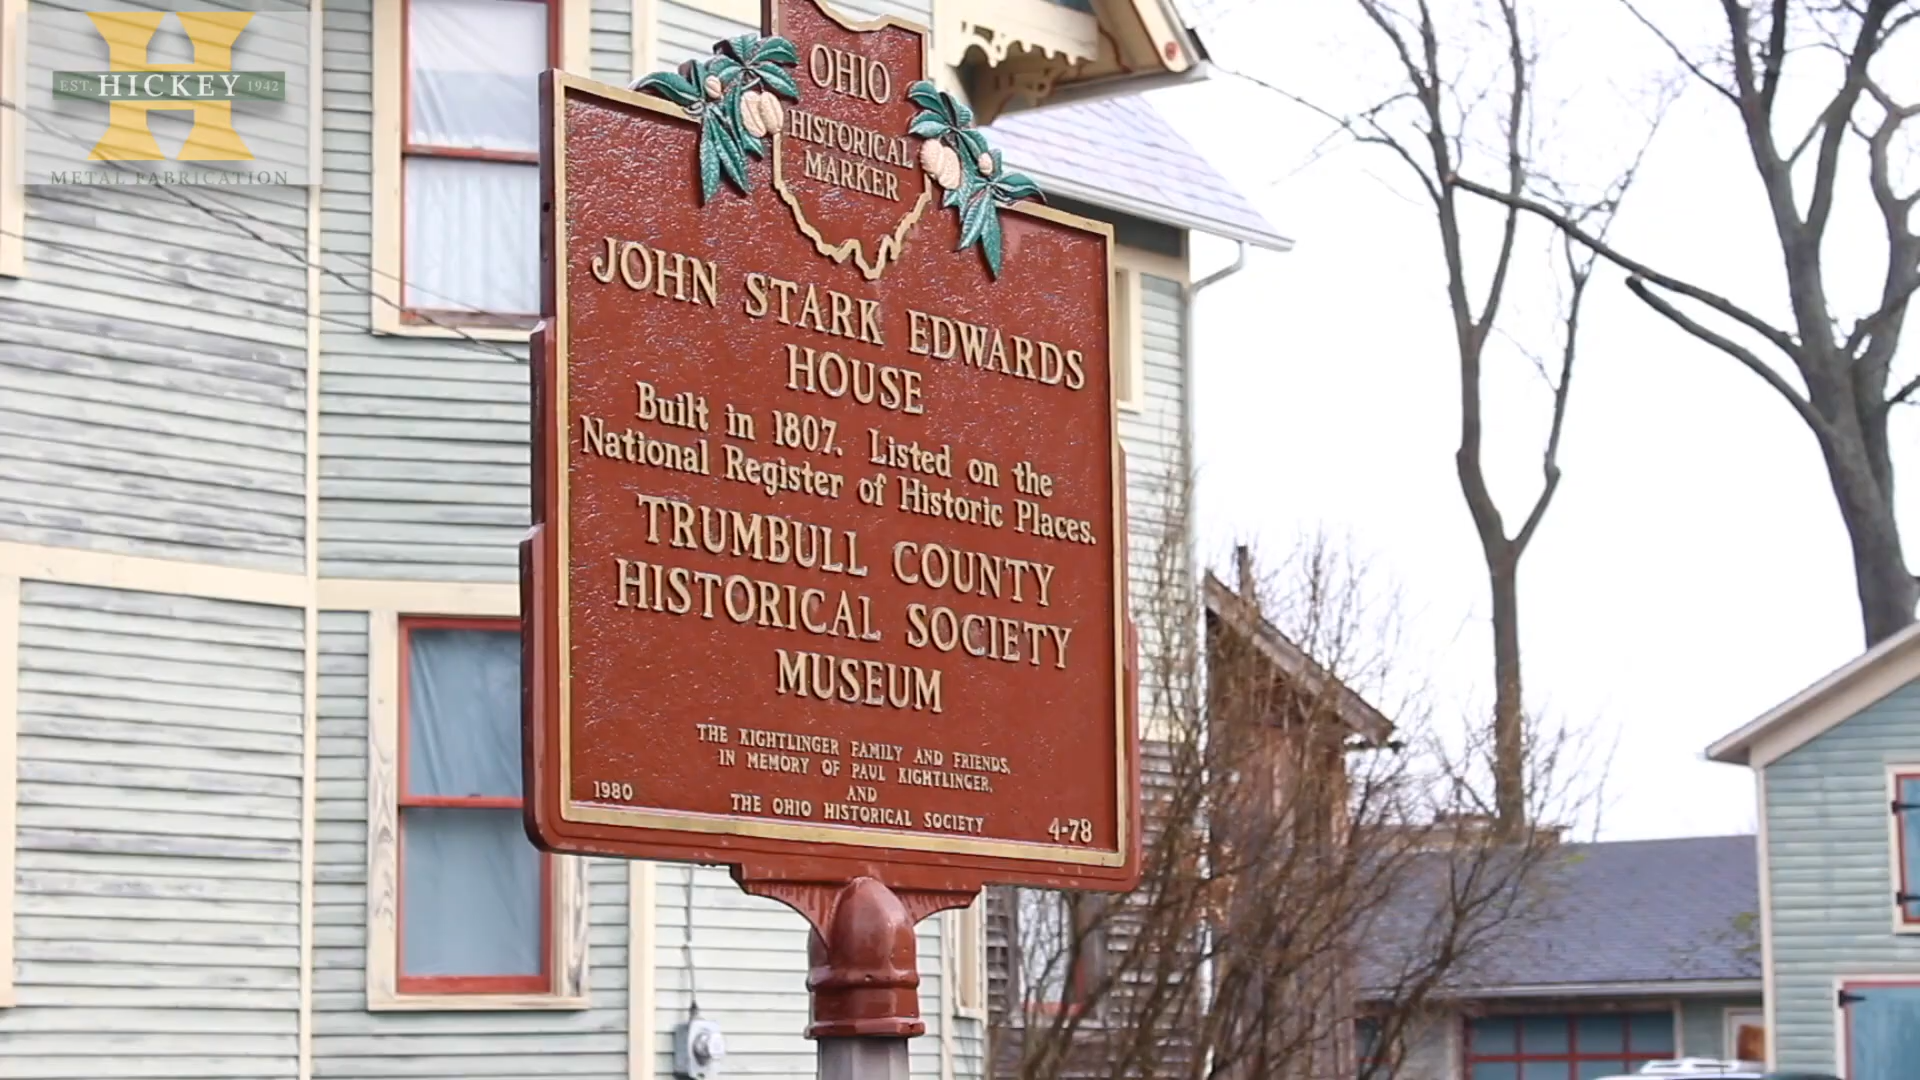 EST. HICKEY 1942
METAL FABRICATION
OHIO
HISTORICAL
MARKER
JOHN STARK EDWARDS
HOUSE
Built in 1807. Listed on the
National Register of Historic Places.
TRUMBULL COUNTY
HISTORICAL SOCIETY
MUSEUM
THE KIGHTLINGER FAMILY AND FRIENDS,
IN MEMORY OF PAUL KIGHTLINGER,
AND
THE OHIO HISTORICAL SOCIETY
1980
4-78